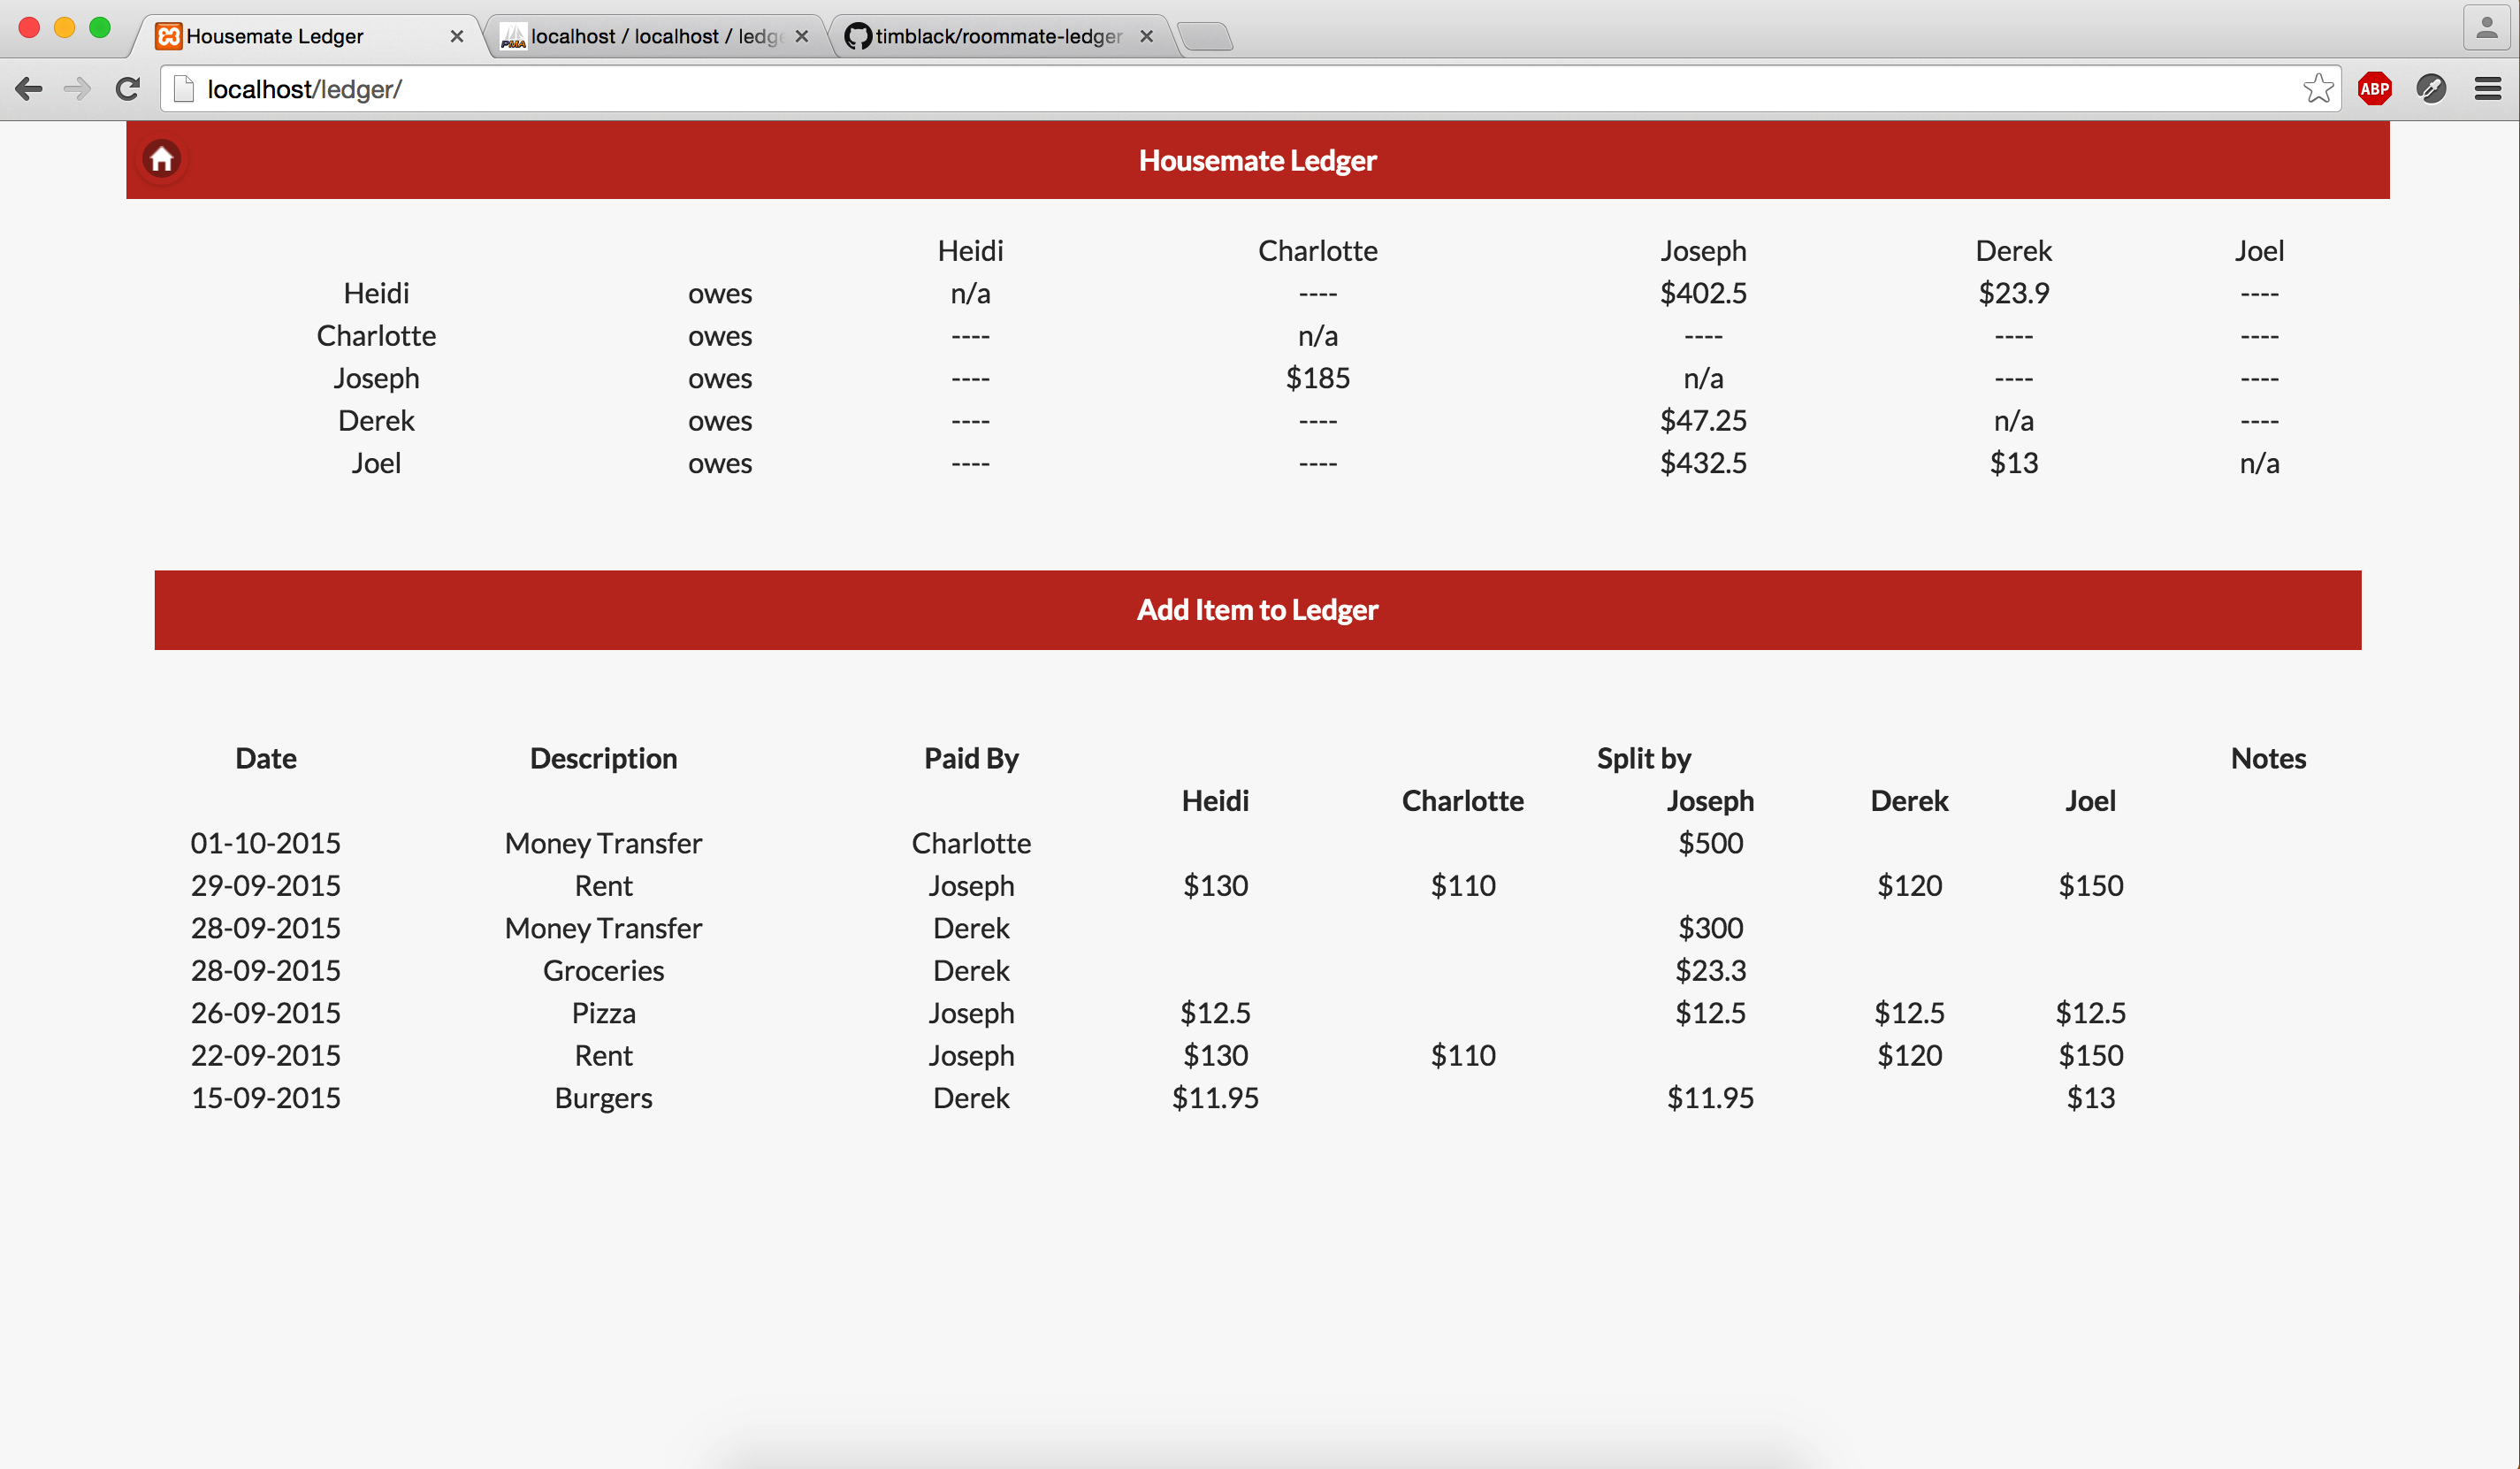 Housemate Ledger
localhost / localhost / ledge
timblack/roommate-ledger
localhost/ledger/
ABP
Housemate Ledger
Heidi Charlotte Joseph Derek Joel
Heidi owes n/a ---- $402.5 $23.9 ----
Charlotte owes ---- n/a ---- ---- ----
Joseph owes ---- $185 n/a ---- ----
Derek owes ---- ---- $47.25 n/a ----
Joel owes ---- ---- $432.5 $13 n/a
Add Item to Ledger
Date Description Paid By Split by Notes
Heidi Charlotte Joseph Derek Joel
01-10-2015 Money Transfer Charlotte $500
29-09-2015 Rent Joseph $130 $110 $120 $150
28-09-2015 Money Transfer Derek $300
28-09-2015 Groceries Derek $23.3
26-09-2015 Pizza Joseph $12.5 $12.5 $12.5 $12.5
22-09-2015 Rent Joseph $130 $110 $120 $150
15-09-2015 Burgers Derek $11.95 $11.95 $13